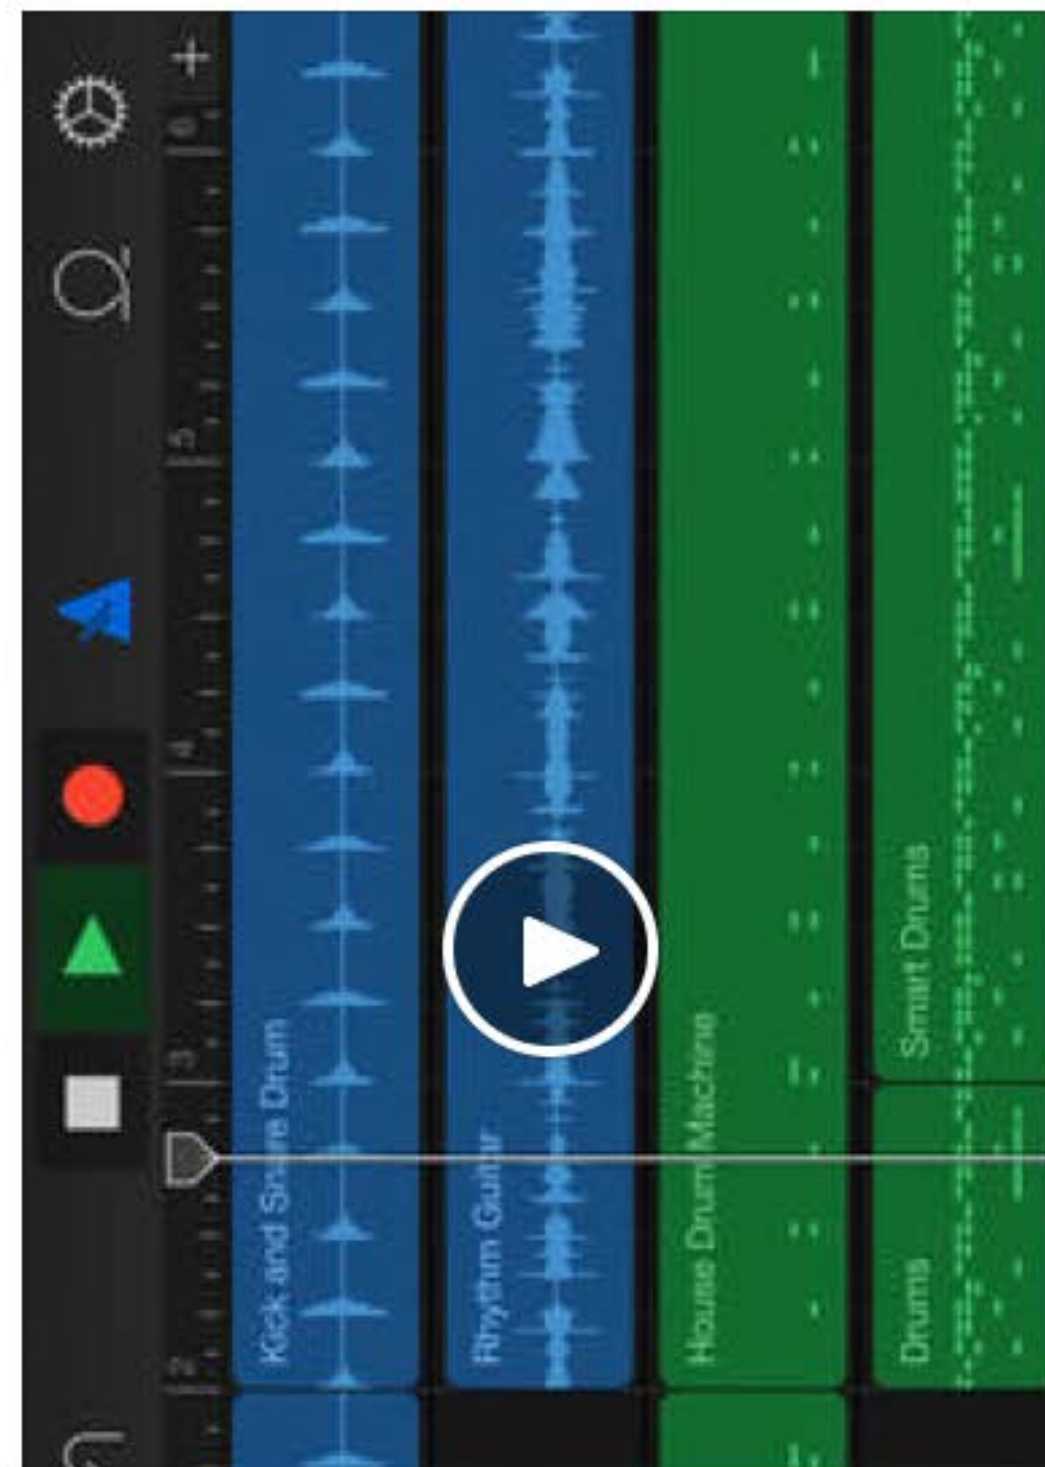 2
3
4
5
6
Kick and Snare Drum
Rhythm Guitar
House Drum Machine
Drums
Smart Drums